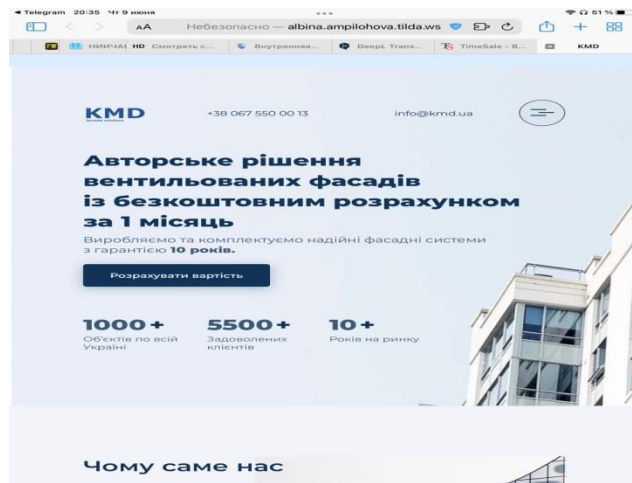 Telegram 20:35 Чт 9 июня
51 %
AA Небезопасно — albina.ampilohova.tilda.ws
HD Смотреть с... Внутренняя... DeepL Trans... TimeSale - B... KMD
KMD +38 067 550 00 13 info@kmd.ua
Авторське рішення
вентильованих фасадів
із безкоштовним розрахунком
за 1 місяць
Виробляємо та комплектуємо надійні фасадні системи
з гарантією 10 років.
Розрахувати вартість
1000+ 5500+ 10+
Об'єктів по всій Задоволених Років на ринку
Україні клієнтів
Чому саме нас